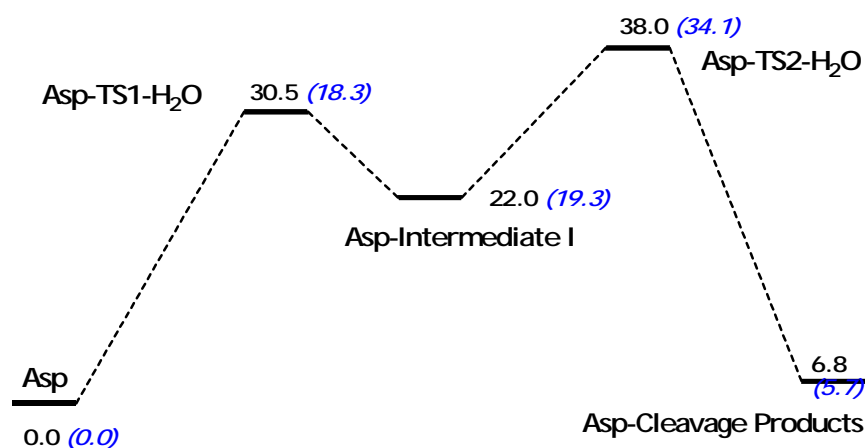 38.0 (34.1)
Asp-TS2-H₂O
Asp-TS1-H₂O
30.5 (18.3)
22.0 (19.3)
Asp-Intermediate I
Asp
6.8
(5.7)
0.0 (0.0)
Asp-Cleavage Products